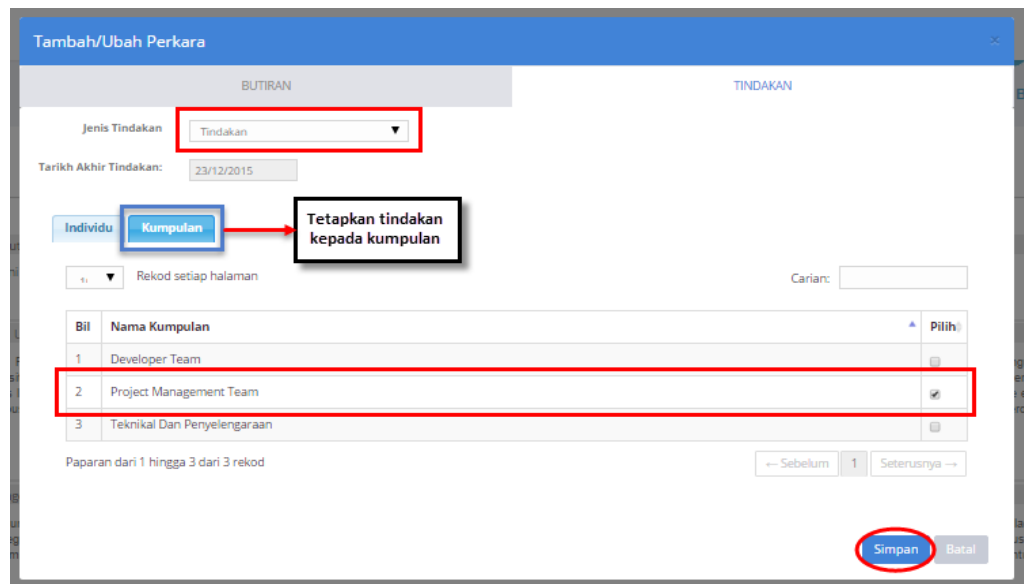 Tambah/Ubah Perkara
×
BUTIRAN
TINDAKAN
Jenis Tindakan
Tindakan
Tarikh Akhir Tindakan:
23/12/2015
Individu
Kumpulan
Tetapkan tindakan
kepada kumpulan
Rekod setiap halaman
Carian:
Bil Nama Kumpulan Pilih
1 Developer Team
2 Project Management Team
3 Teknikal Dan Penyelengaraan
Paparan dari 1 hingga 3 dari 3 rekod
← Sebelum 1 Seterusnya →
Simpan Batal